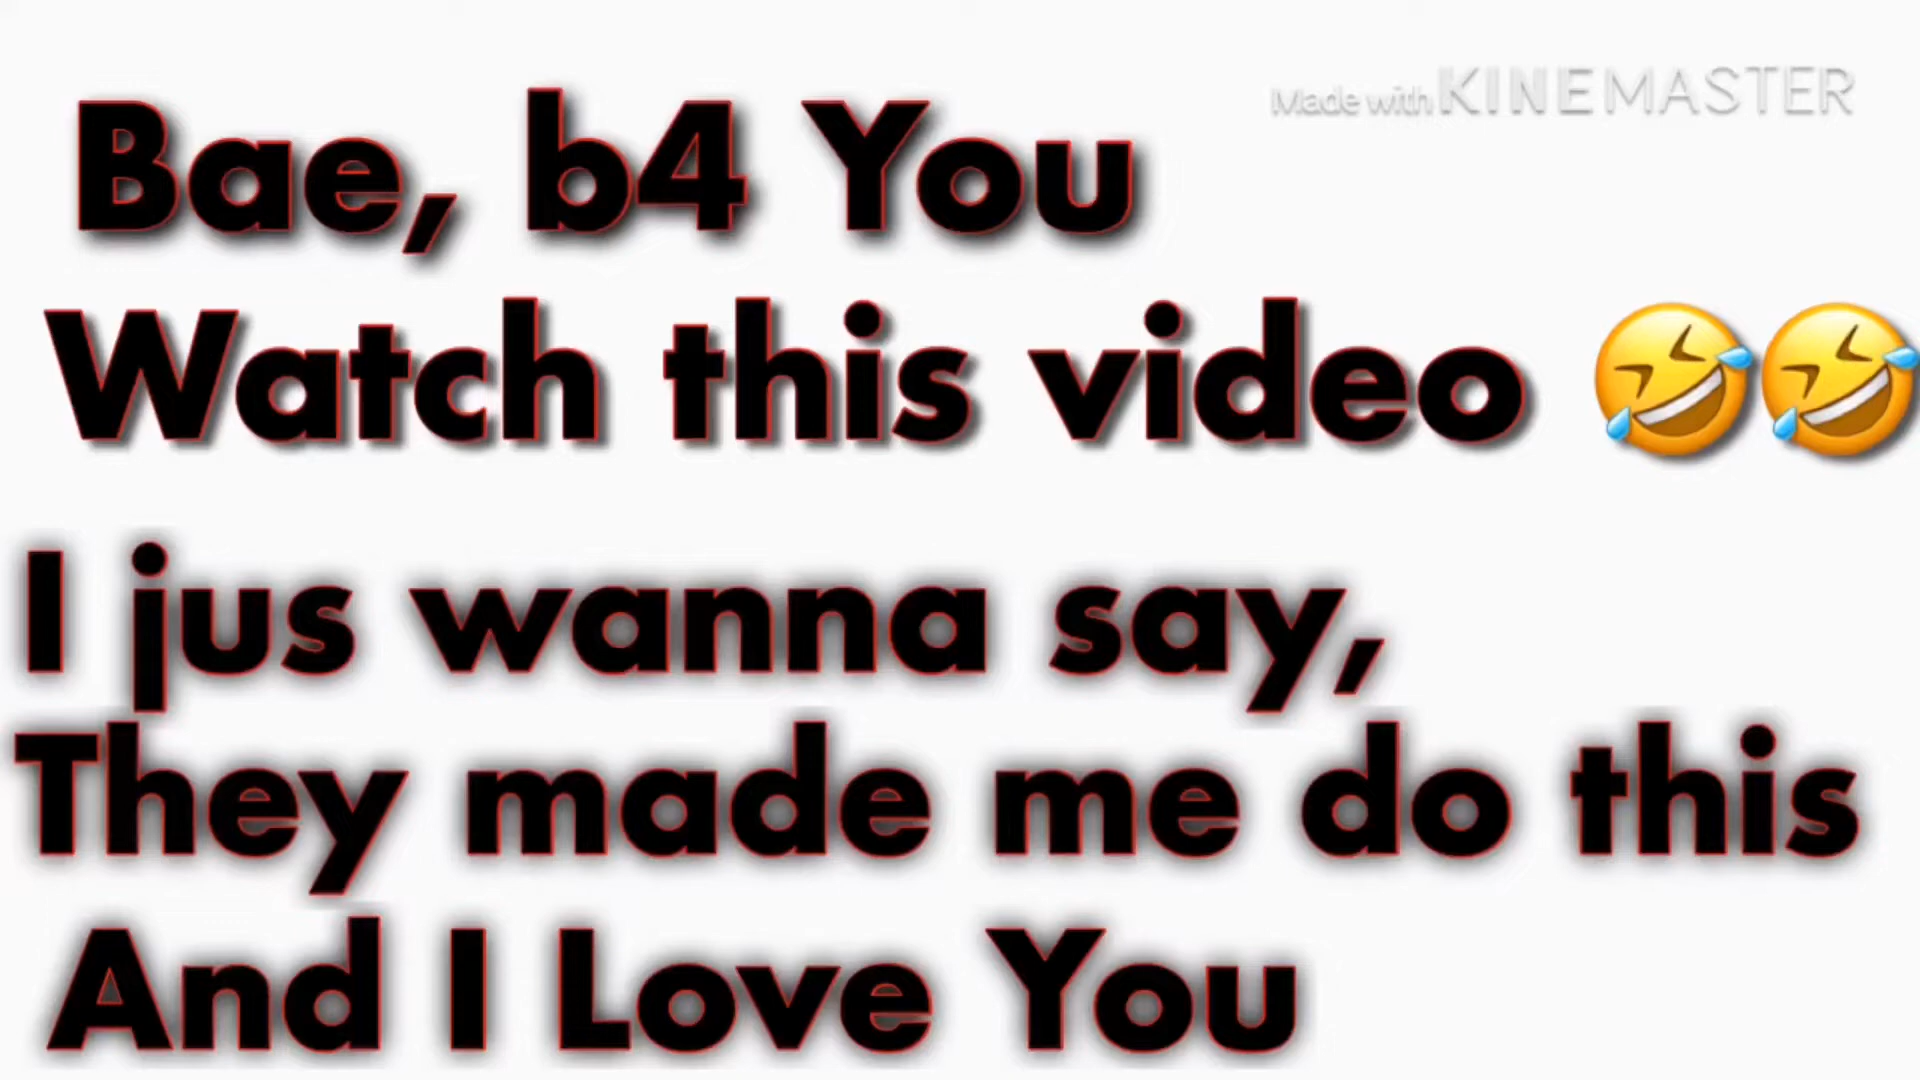 Made with KINEMASTER
Bae, b4 You
Watch this video 🤣🤣
I jus wanna say,
They made me do this
And I Love You